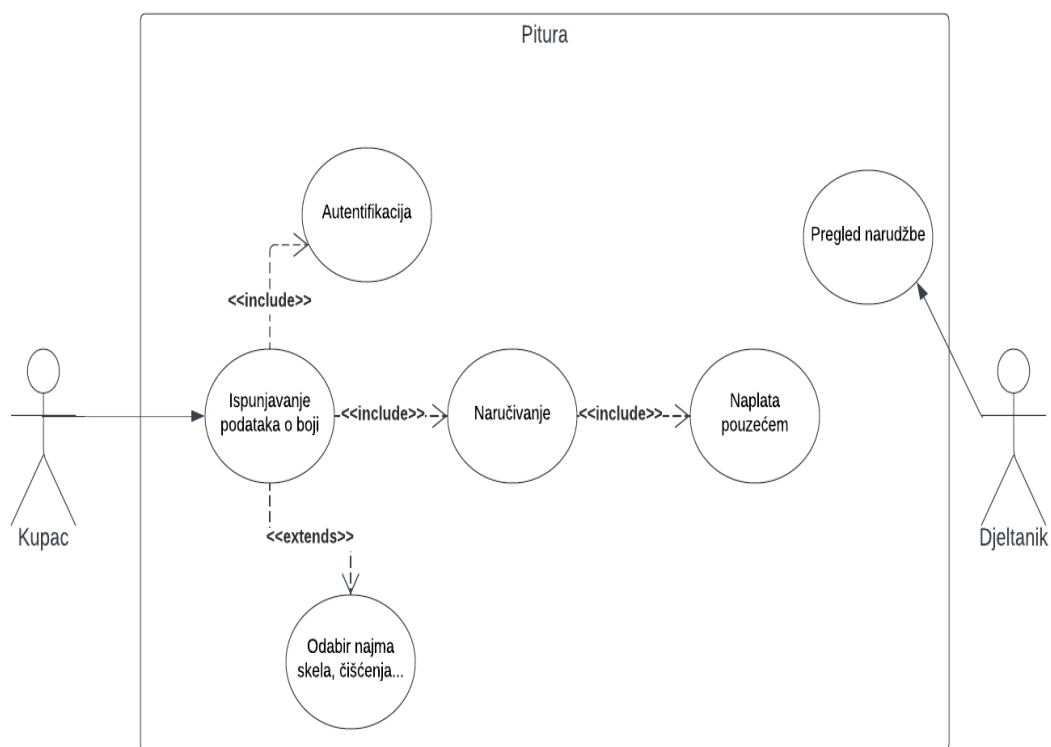 Pitura
Autentifikacija
Pregled narudžbe
<<include>>
Ispunjavanje
podataka o boji
<<include>>
Naručivanje
<<include>>
Naplata
pouzećem
Kupac
<<extends>>
Djeltanik
Odabir najma
skela, čišćenja...